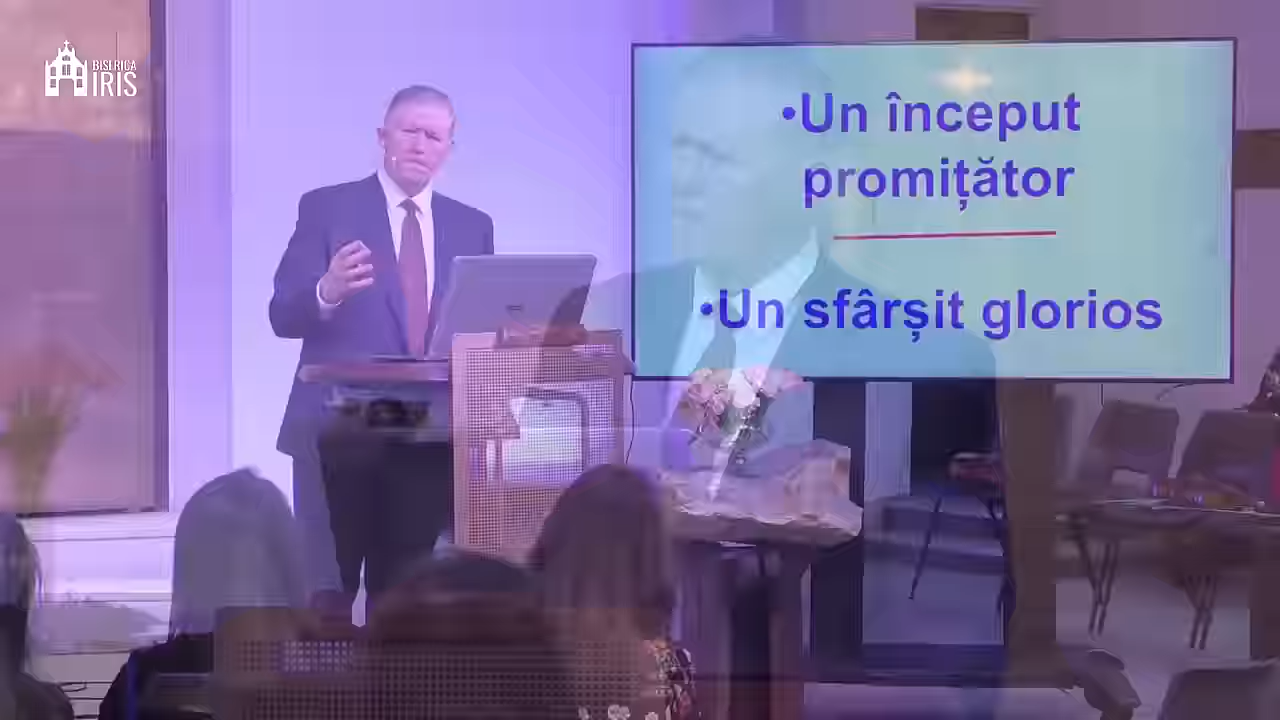 BISERICA
IRIS
•Un început
promițător
•Un sfârșit glorios